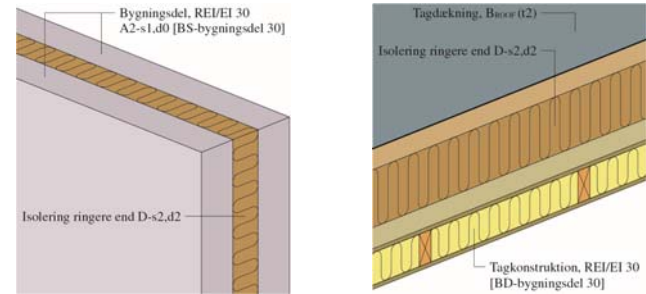 Bygningsdel, REI/EI 30
A2-s1,d0 [BS-bygningsdel 30]
Isolering ringere end D-s2,d2
Tagdækning, BROOF (t2)
Isolering ringere end D-s2,d2
Tagkonstruktion, REI/EI 30
[BD-bygningsdel 30]